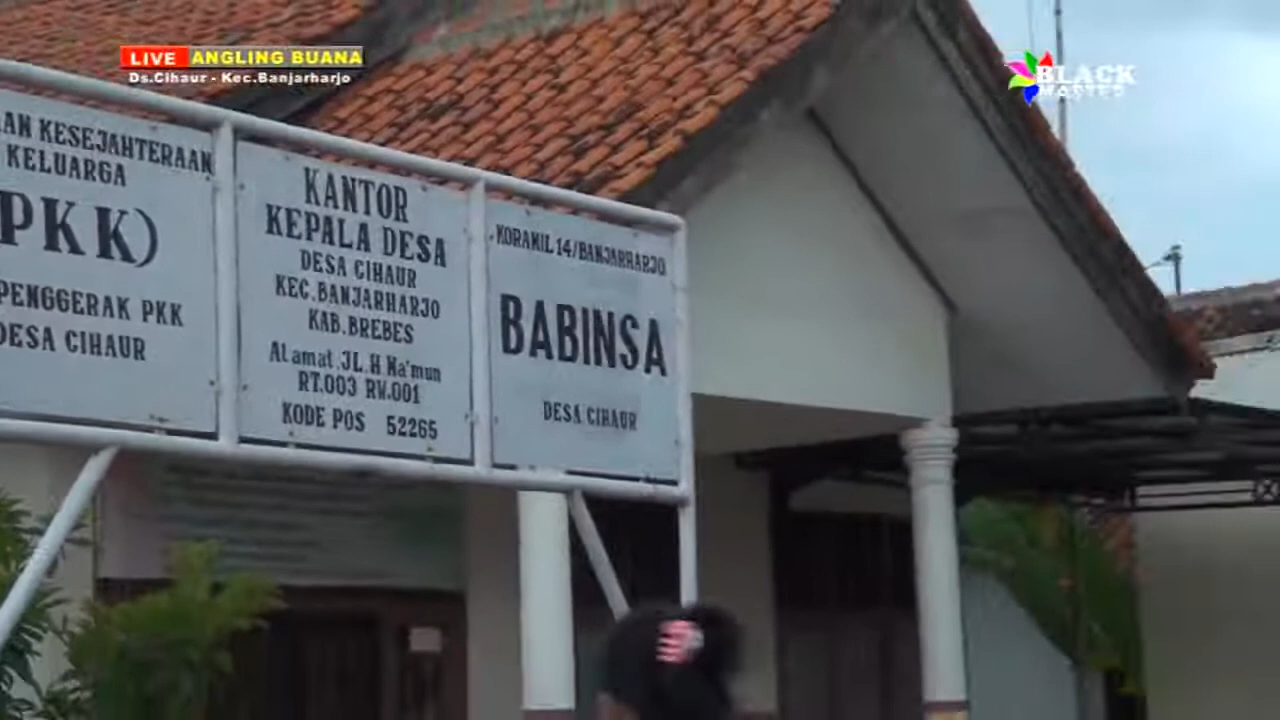 LIVE ANGLING BUANA
Ds.Cihaur - Kec.Banjarharjo
BLACK
AN KESEJAHTERAAN
KELUARGA
PKK)
PENGGERAK PKK
DESA CIHAUR
KANTOR
KEPALA DESA
DESA CIHAUR
KEC.BANJARHARJO
KAB.BREBES
Alamat.JL.H Na'mun
RT.003 RW.001
KODE POS 52265
KORAMIL 14/BANJARHARJO
BABINSA
DESA CIHAUR